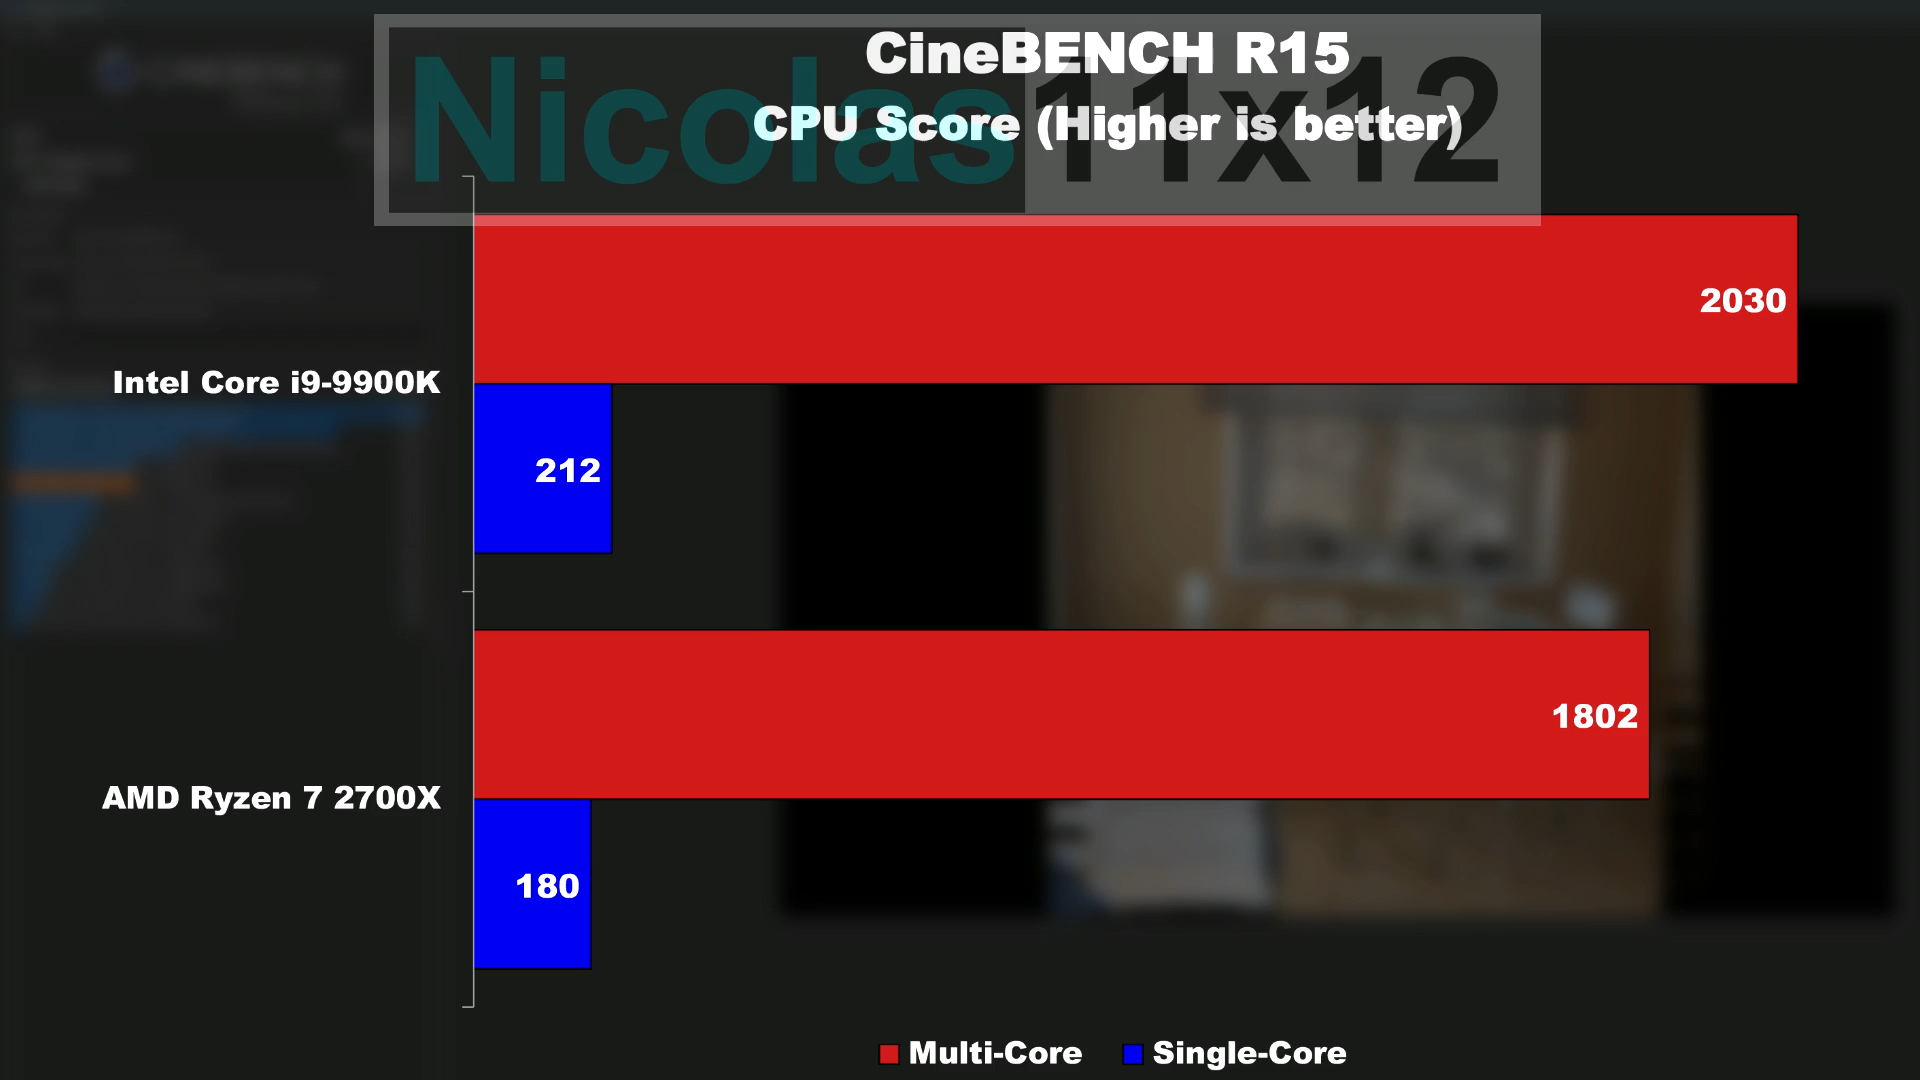 Nicolas11x12
CineBENCH R15
CPU Score (Higher is better)
2030
Intel Core i9-9900K
212
1802
AMD Ryzen 7 2700X
180
Multi-Core
Single-Core